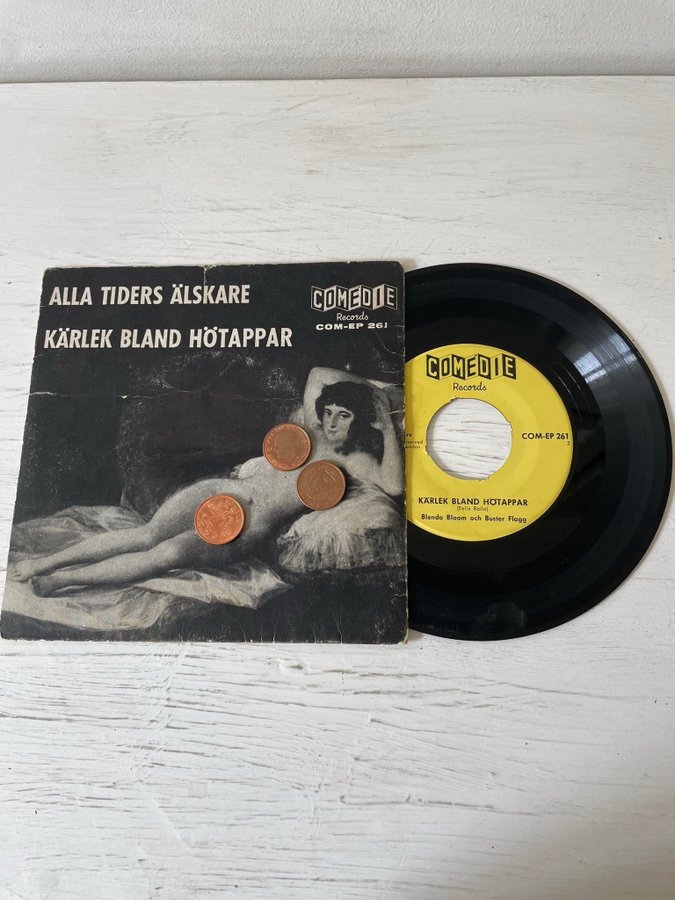 ALLA TIDERS ÄLSKARE
KÄRLEK BLAND HÖTAPPAR
COMEDIE
Records
COM-EP 261
COMEDIE
Records
COM-EP 261
2
KÄRLEK BLAND HÖTAPPAR
(Felix Rolla)
Blenda Bloom och Buster Flagg